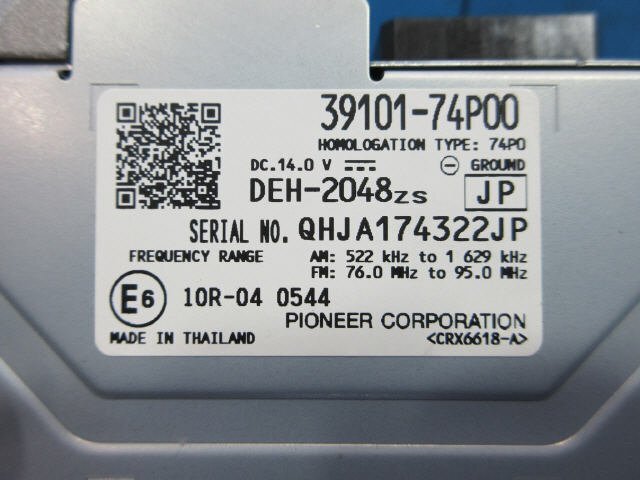 39101-74P00
HOMOLOGATION TYPE: 74P0
DC.14.0 V
GROUND
DEH-2048ZS
JP
SERIAL NO. QHJA174322JP
FREQUENCY RANGE AM: 522 kHz to 1 629 kHz
FM: 76.0 MHz to 95.0 MHz
E6 10R-04 0544
PIONEER CORPORATION
MADE IN THAILAND <CRX6618-A>